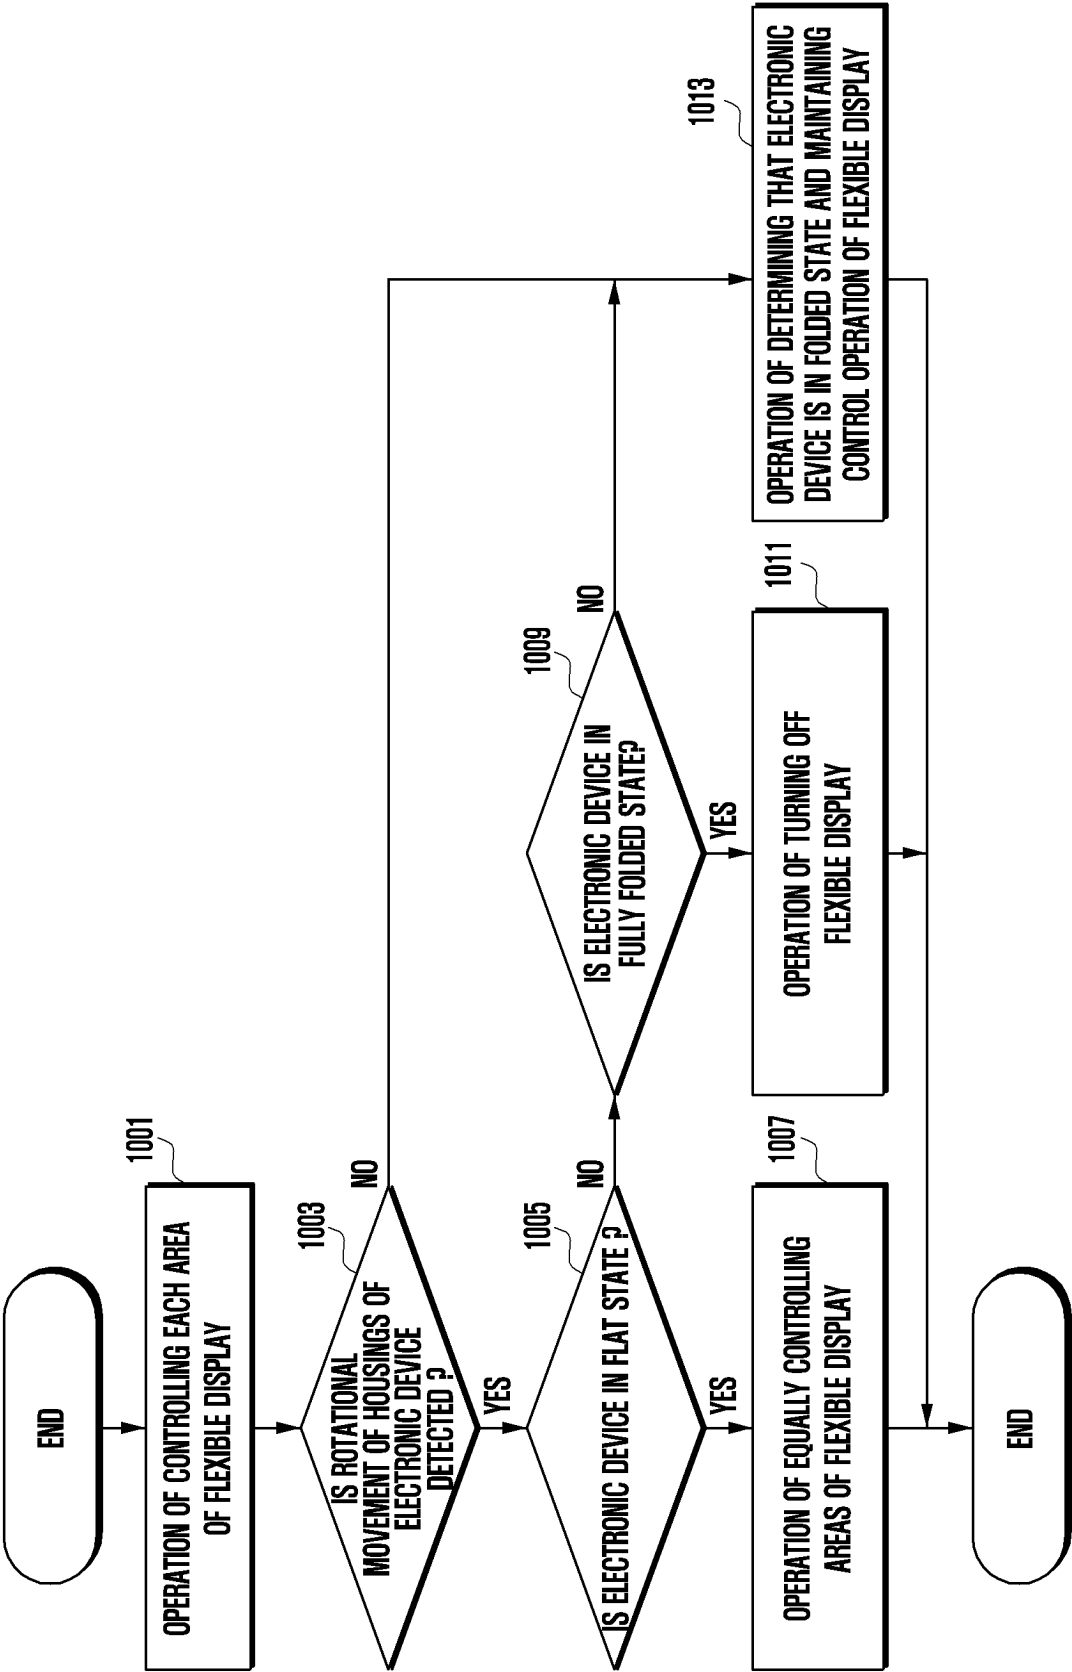 END
1001
OPERATION OF CONTROLLING EACH AREA
OF FLEXIBLE DISPLAY
1003
IS ROTATIONAL
MOVEMENT OF HOUSINGS OF
ELECTRONIC DEVICE
DETECTED ?
NO
YES
1005
IS ELECTRONIC DEVICE IN FLAT STATE ?
NO
YES
1009
IS ELECTRONIC DEVICE IN
FULLY FOLDED STATE?
NO
YES
1007
OPERATION OF EQUALLY CONTROLLING
AREAS OF FLEXIBLE DISPLAY
1011
OPERATION OF TURNING OFF
FLEXIBLE DISPLAY
1013
OPERATION OF DETERMINING THAT ELECTRONIC
DEVICE IS IN FOLDED STATE AND MAINTAINING
CONTROL OPERATION OF FLEXIBLE DISPLAY
END